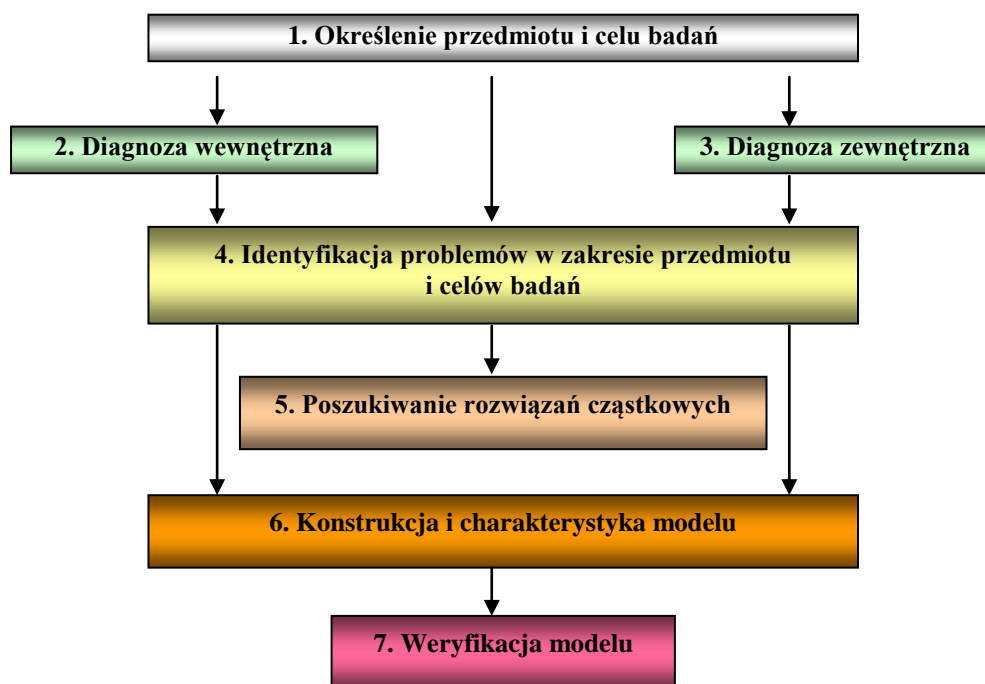 1. Określenie przedmiotu i celu badań
2. Diagnoza wewnętrzna
3. Diagnoza zewnętrzna
4. Identyfikacja problemów w zakresie przedmiotu
i celów badań
5. Poszukiwanie rozwiązań cząstkowych
6. Konstrukcja i charakterystyka modelu
7. Weryfikacja modelu